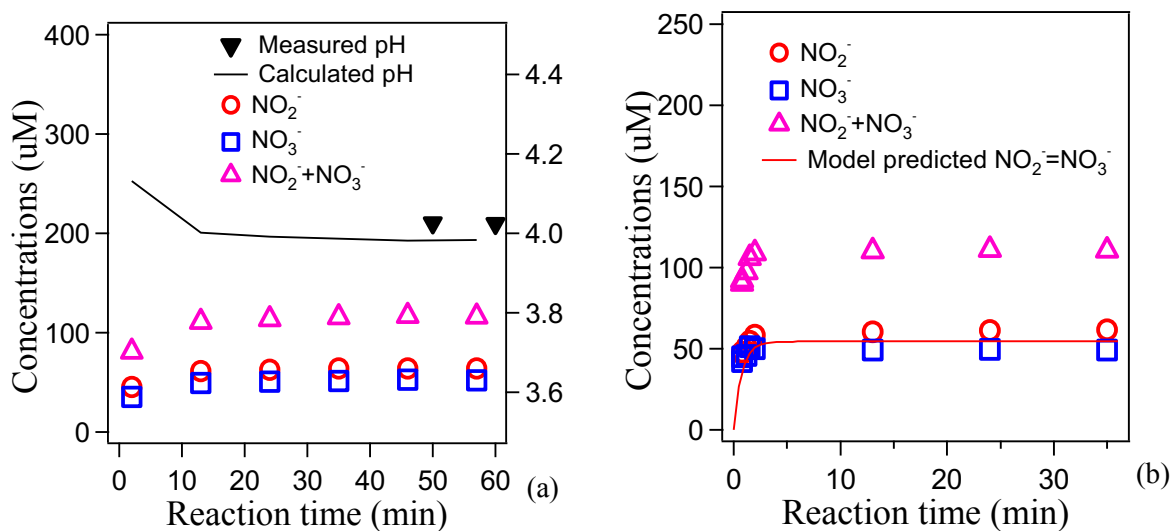 400
300
200
100
0
Concentrations (uM)
Measured pH
Calculated pH
NO₂⁻
NO₃⁻
NO₂⁻+NO₃⁻
4.4
4.2
4.0
3.8
3.6
0 10 20 30 40 50 60
Reaction time (min)
(a)
250
200
150
100
50
0
Concentrations (uM)
NO₂⁻
NO₃⁻
NO₂⁻+NO₃⁻
Model predicted NO₂⁻=NO₃⁻
0 10 20 30
Reaction time (min)
(b)